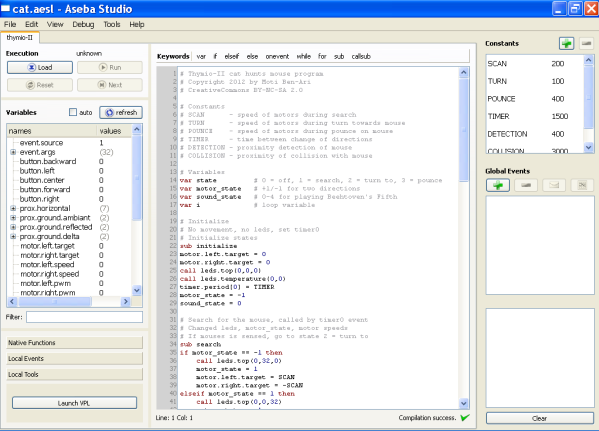 cat.aesl - Aseba Studio
File Edit View Debug Tools Help
thymio-II
Execution unknown
Load Run
Reset Next
Variables auto refresh
names values
event.source 1
event.args (32)
button.backward 0
button.left 0
button.center 0
button.forward 0
button.right 0
prox.horizontal (7)
prox.ground.ambiant (2)
prox.ground.reflected (2)
prox.ground.delta (2)
motor.left.target 0
motor.right.target 0
motor.left.speed 0
motor.right.speed 0
motor.left.pwm 0
motor.right.pwm 0
Filter:
Native Functions
Local Events
Local Tools
Launch VPL
Keywords var if elseif else onevent while for sub callsub
1 # Thymio-II cat hunts mouse program
2 # Copyright 2012 by Moti Ben-Ari
3 # CreativeCommons BY-NC-SA 2.0
4
5 # Constants
6 # SCAN - speed of motors during search
7 # TURN - speed of motors during turn towards mouse
8 # POUNCE - speed of motors during pounce on mouse
9 # TIMER - time between change of directions
10 # DETECTION - proximity detection of mouse
11 # COLLISION - proximity of collision with mouse
12
13 # Variables
14 var state # 0 = off, 1 = search, 2 = turn to, 3 = pounce
15 var motor_state # +1/-1 for two directions
16 var sound_state # 0-4 for playing Beehtoven's Fifth
17 var i # loop variable
18
19 # Initialize
20 # No movement, no leds, set timer0
21 # Initialize states
22 sub initialize
23 motor.left.target = 0
24 motor.right.target = 0
25 call leds.top(0,0,0)
26 call leds.temperature(0,0)
27 timer.period[0] = TIMER
28 motor_state = -1
29 sound_state = 0
30
31 # Search for the mouse, called by timer0 event
32 # Changed leds, motor_state, motor speeds
33 # If mouses is sensed, go to state 2 = turn to
34 sub search
35 if motor_state == -1 then
36 call leds.top(0,32,0)
37 motor_state = 1
38 motor.left.target = SCAN
39 motor.right.target = -SCAN
40 elseif motor_state == 1 then
41 call leds.top(0,0,32)
Line: 1 Col: 1 Compilation success.
Constants
SCAN 200
TURN 100
POUNCE 400
TIMER 1500
DETECTION 400
COLLISION 3000
Global Events
Clear